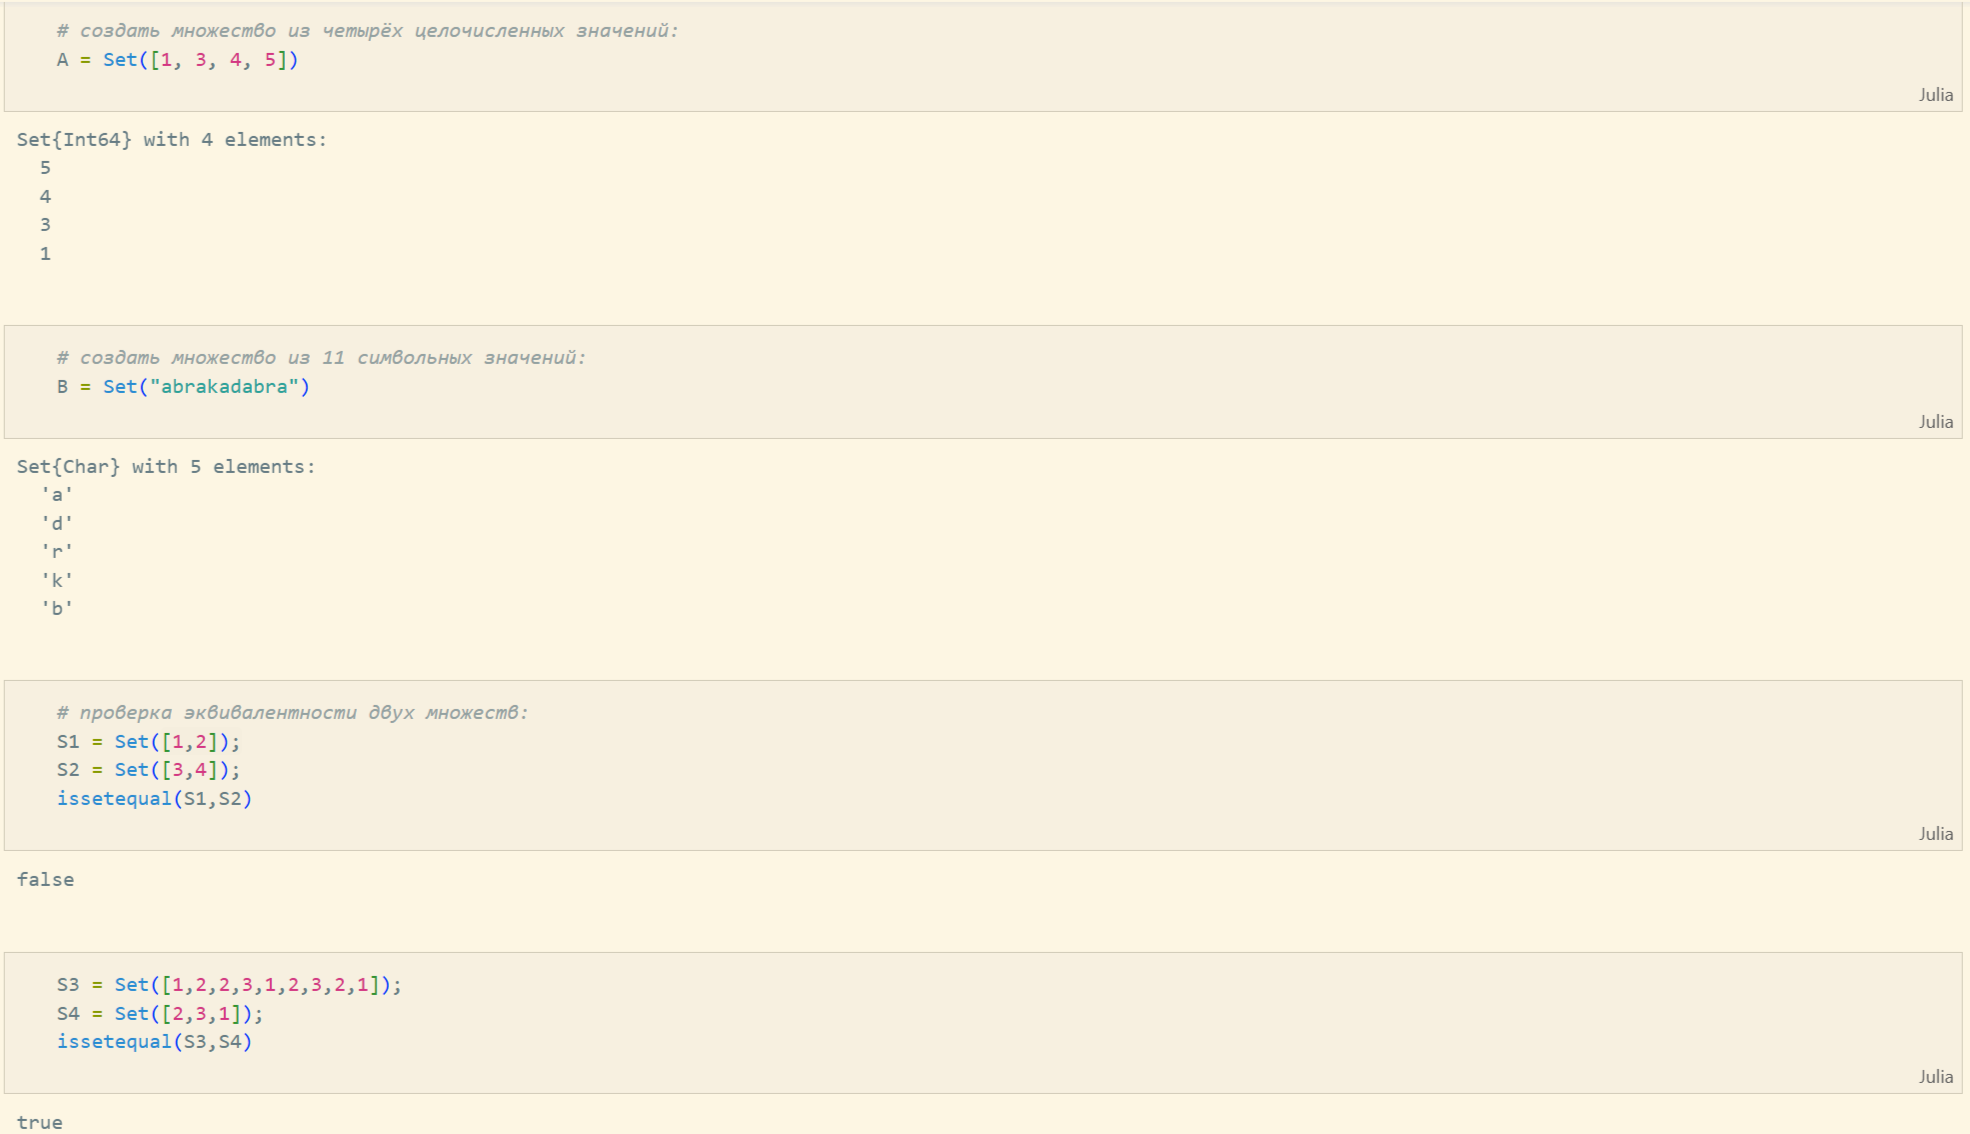 # создать множество из четырёх целочисленных значений:
A = Set([1, 3, 4, 5])
Julia
Set{Int64} with 4 elements:
5
4
3
1
# создать множество из 11 символьных значений:
B = Set("abrakadabra")
Julia
Set{Char} with 5 elements:
'a'
'd'
'r'
'k'
'b'
# проверка эквивалентности двух множеств:
S1 = Set([1,2]);
S2 = Set([3,4]);
issetequal(S1,S2)
Julia
false
S3 = Set([1,2,2,3,1,2,3,2,1]);
S4 = Set([2,3,1]);
issetequal(S3,S4)
Julia
true